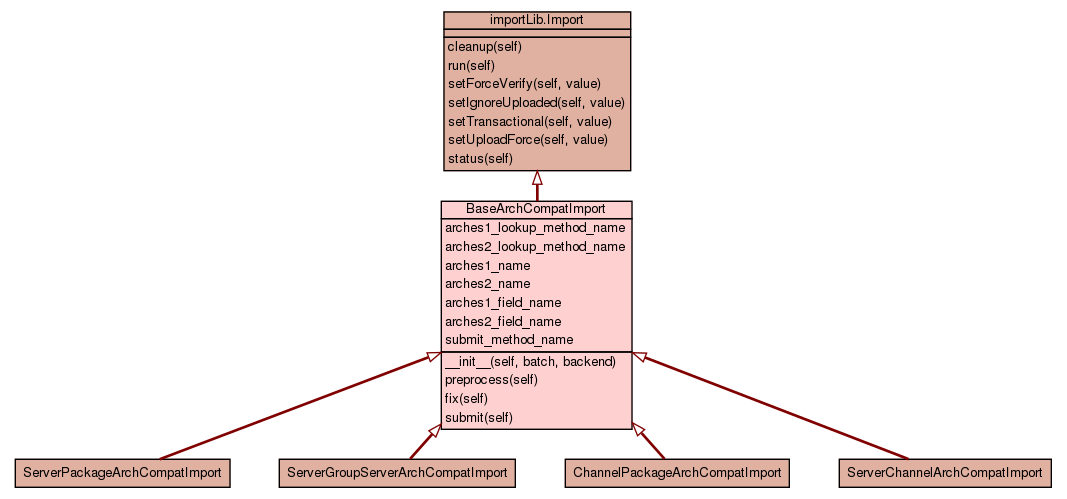 importLib.Import
cleanup(self)
run(self)
setForceVerify(self, value)
setIgnoreUploaded(self, value)
setTransactional(self, value)
setUploadForce(self, value)
status(self)
BaseArchCompatImport
arches1_lookup_method_name
arches2_lookup_method_name
arches1_name
arches2_name
arches1_field_name
arches2_field_name
submit_method_name
__init__(self, batch, backend)
preprocess(self)
fix(self)
submit(self)
ServerPackageArchCompatImport
ServerGroupServerArchCompatImport
ChannelPackageArchCompatImport
ServerChannelArchCompatImport